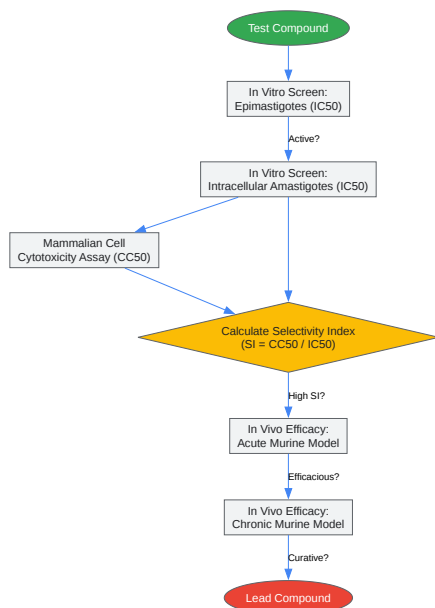 Test Compound
In Vitro Screen:
Epimastigotes (IC50)
Active?
In Vitro Screen:
Intracellular Amastigotes (IC50)
Mammalian Cell
Cytotoxicity Assay (CC50)
Calculate Selectivity Index
(SI = CC50 / IC50)
High SI?
In Vivo Efficacy:
Acute Murine Model
Efficacious?
In Vivo Efficacy:
Chronic Murine Model
Curative?
Lead Compound